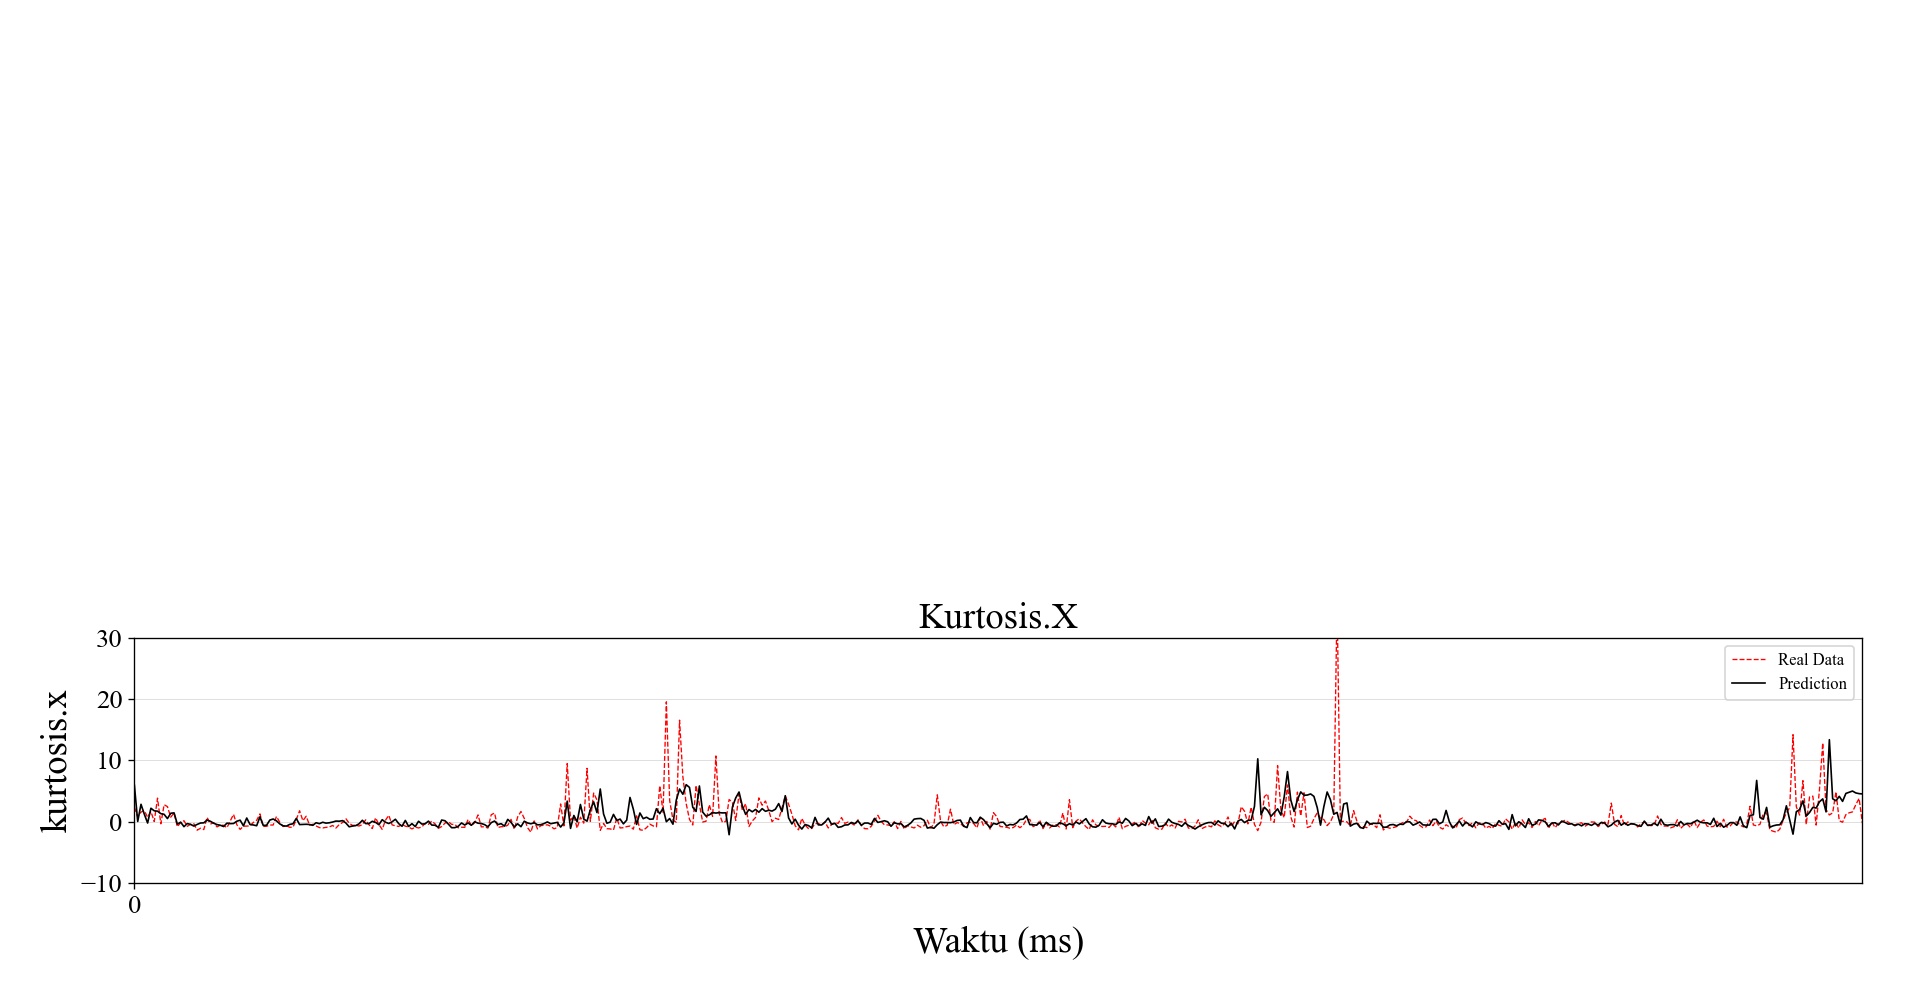 Kurtosis.X
30
20
10
0
−10
kurtosis.x
Real Data
Prediction
0
Waktu (ms)